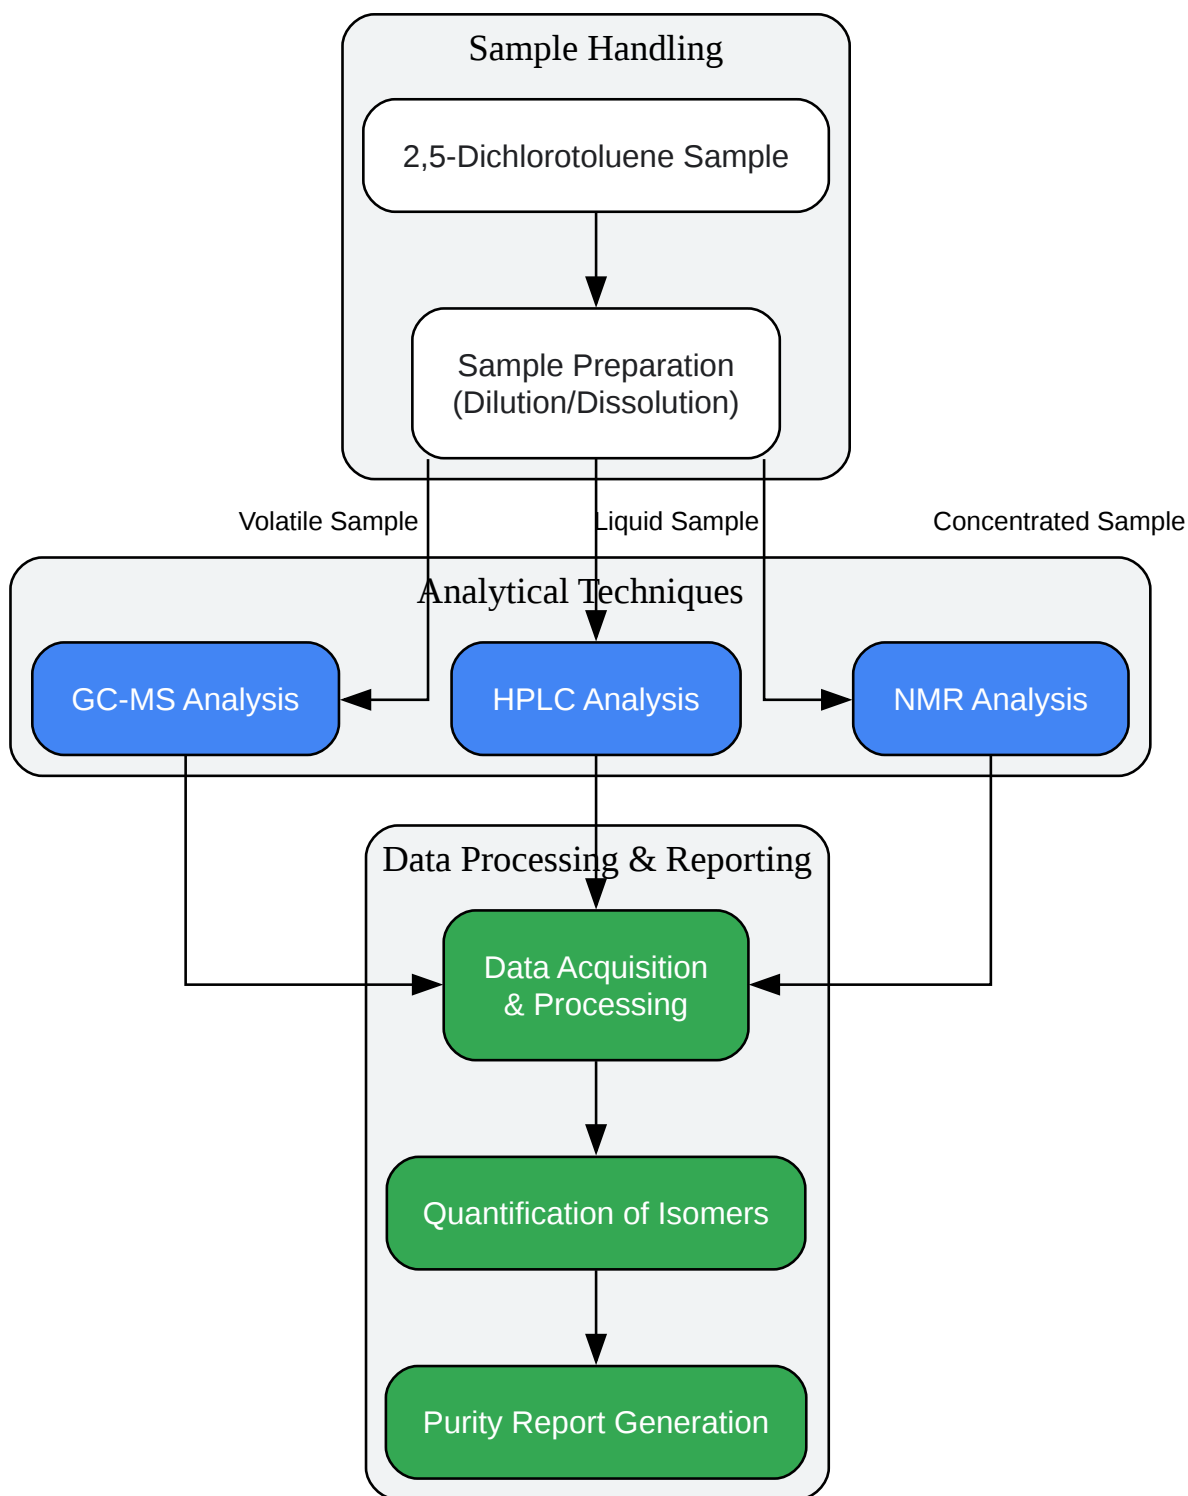 Sample Handling
2,5-Dichlorotoluene Sample
Sample Preparation
(Dilution/Dissolution)
Volatile Sample
Liquid Sample
Concentrated Sample
Analytical Techniques
GC-MS Analysis
HPLC Analysis
NMR Analysis
Data Processing & Reporting
Data Acquisition
& Processing
Quantification of Isomers
Purity Report Generation